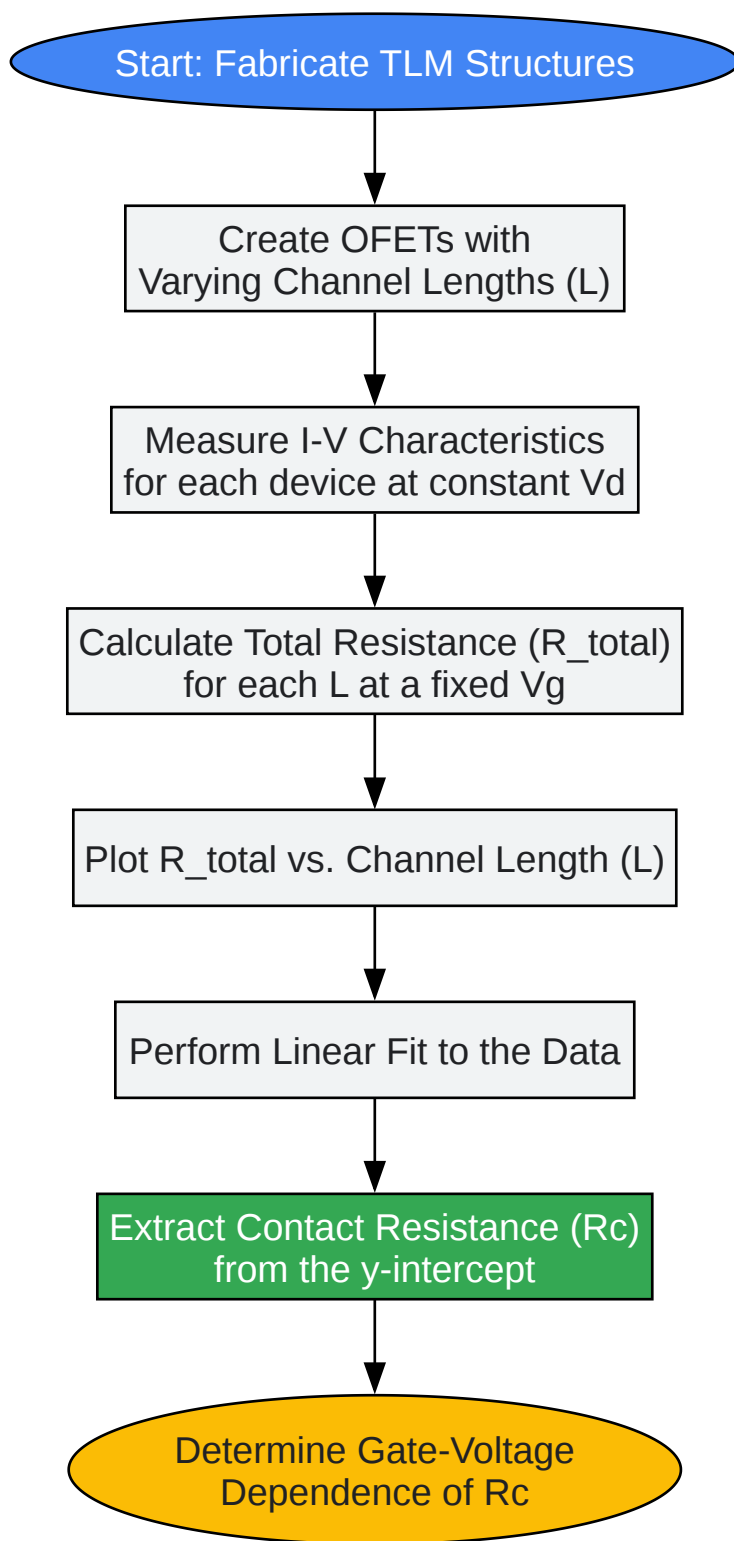 Start: Fabricate TLM Structures
Create OFETs with
Varying Channel Lengths (L)
Measure I-V Characteristics
for each device at constant Vd
Calculate Total Resistance (R_total)
for each L at a fixed Vg
Plot R_total vs. Channel Length (L)
Perform Linear Fit to the Data
Extract Contact Resistance (Rc)
from the y-intercept
Determine Gate-Voltage
Dependence of Rc